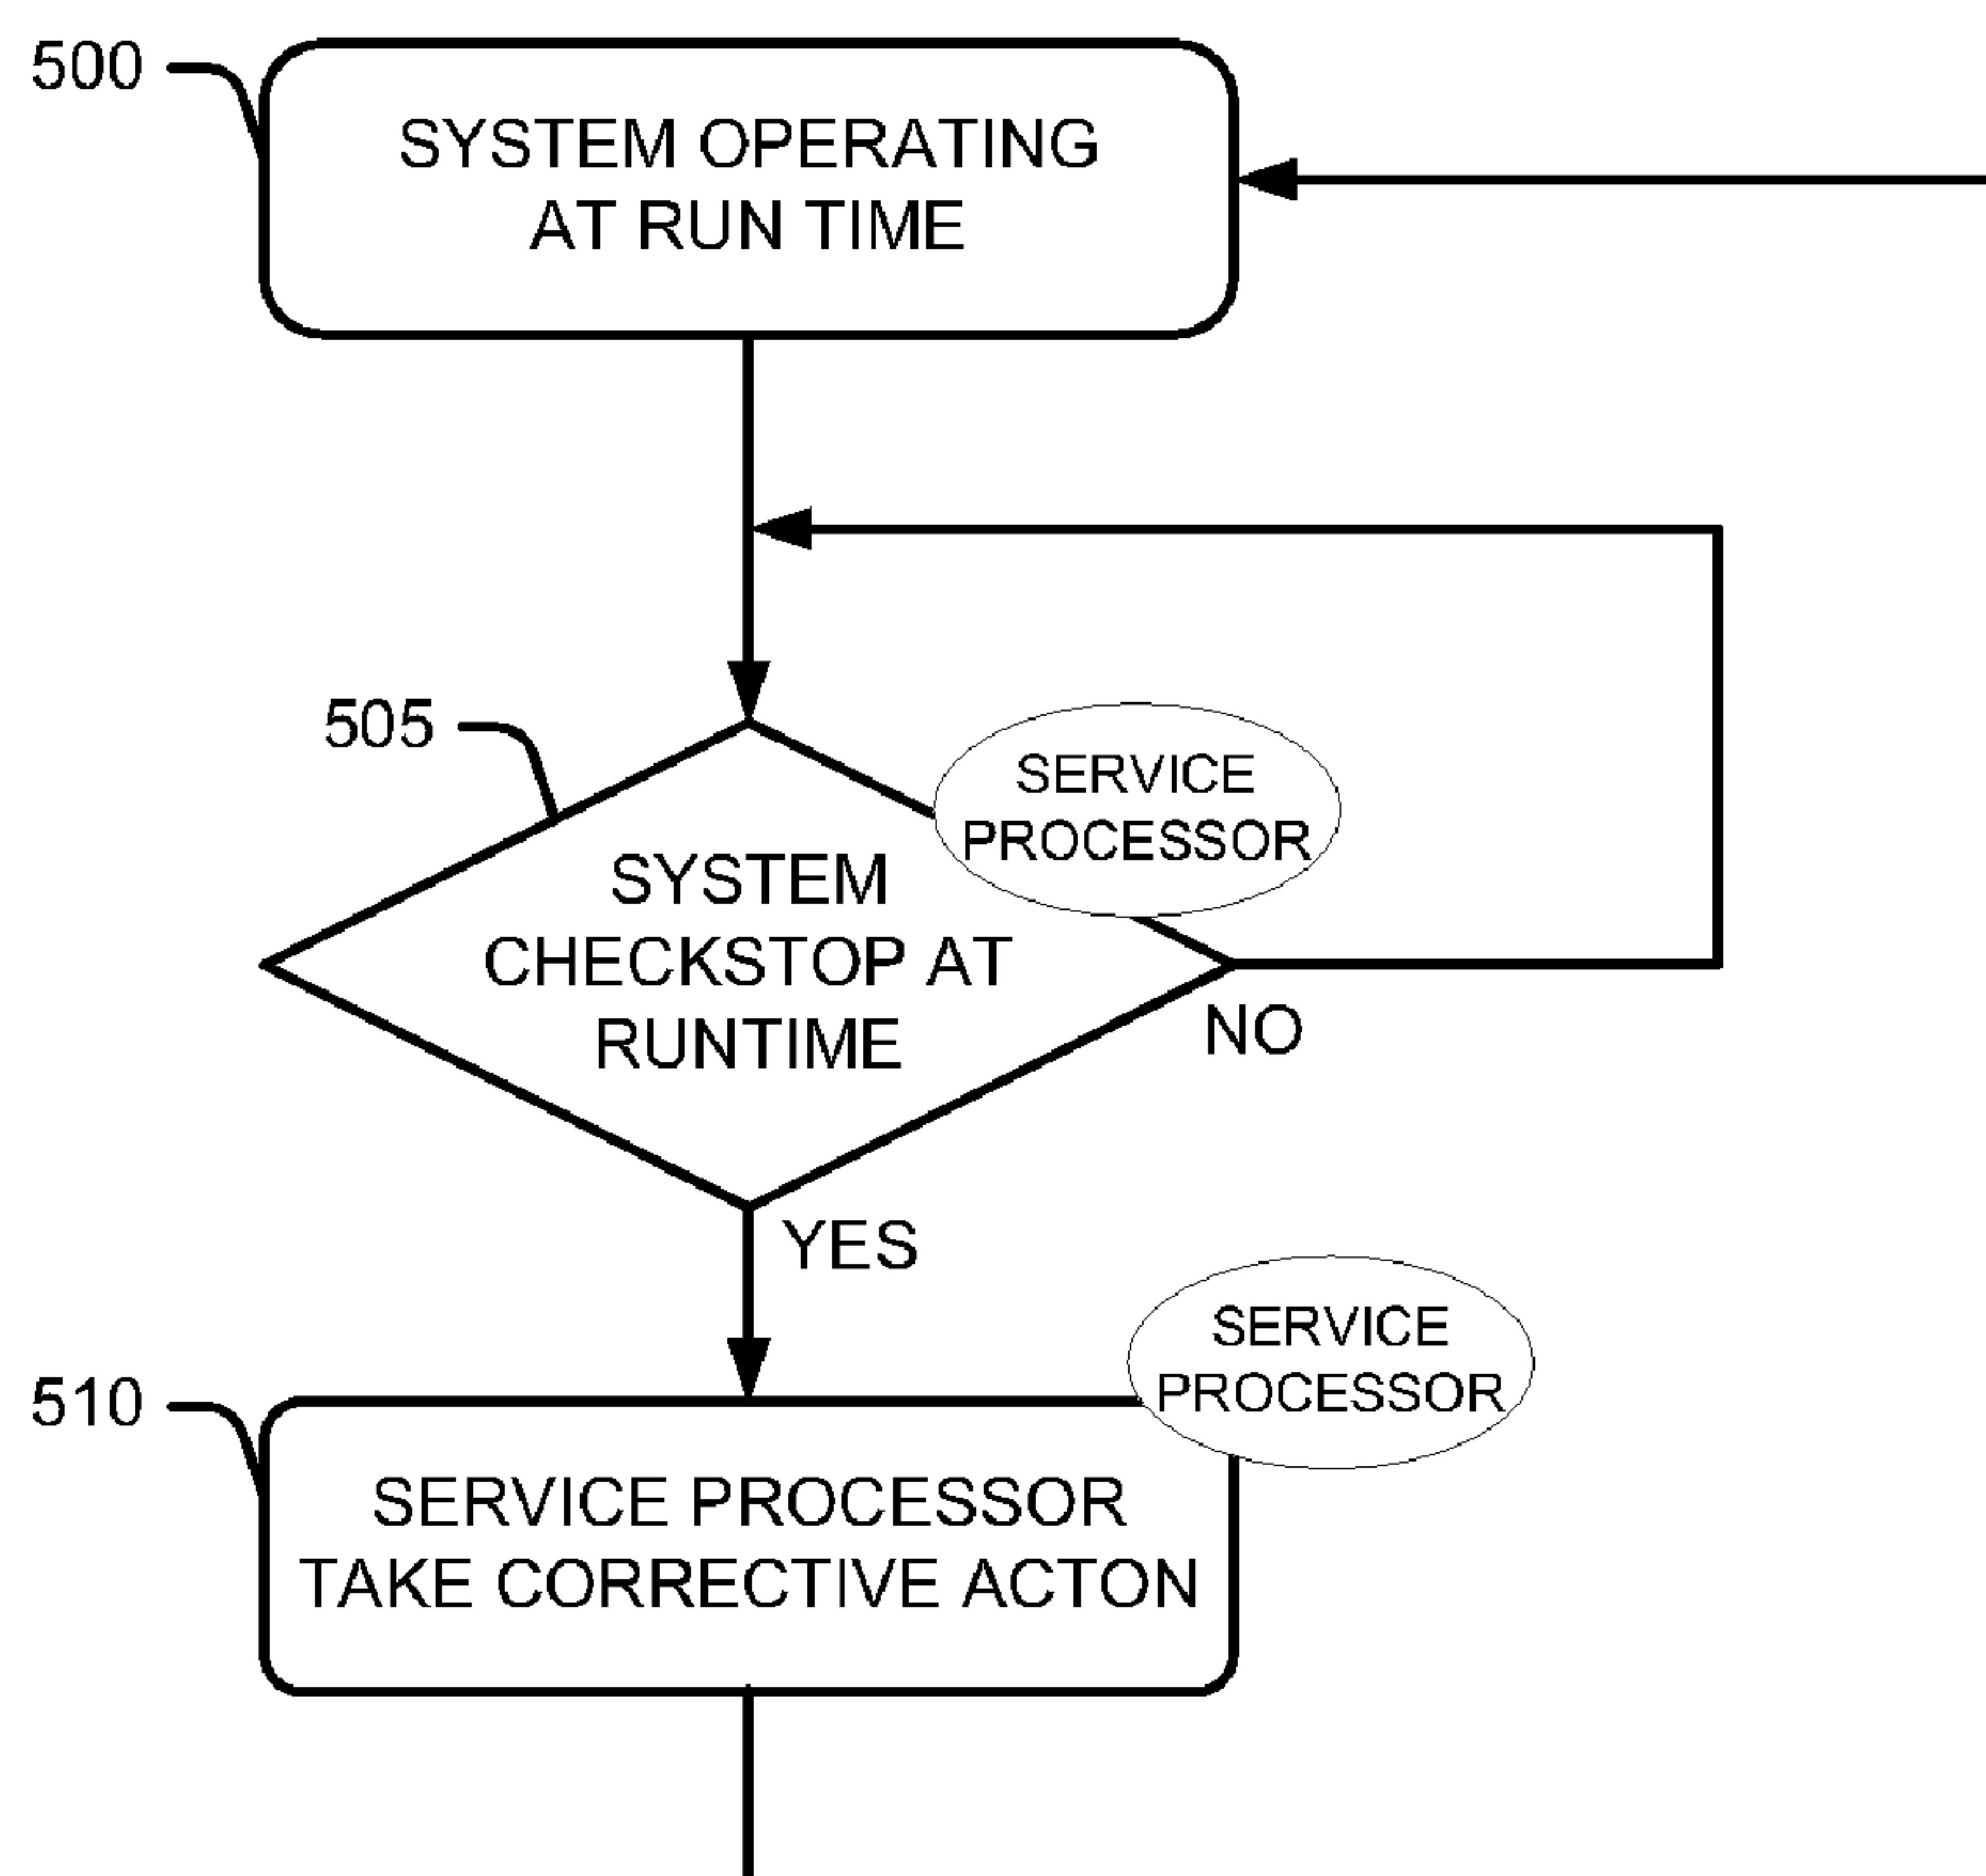 500
SYSTEM OPERATING
AT RUN TIME
505
SERVICE
PROCESSOR
SYSTEM
CHECKSTOP AT
RUNTIME
NO
YES
SERVICE
PROCESSOR
510
SERVICE PROCESSOR
TAKE CORRECTIVE ACTON